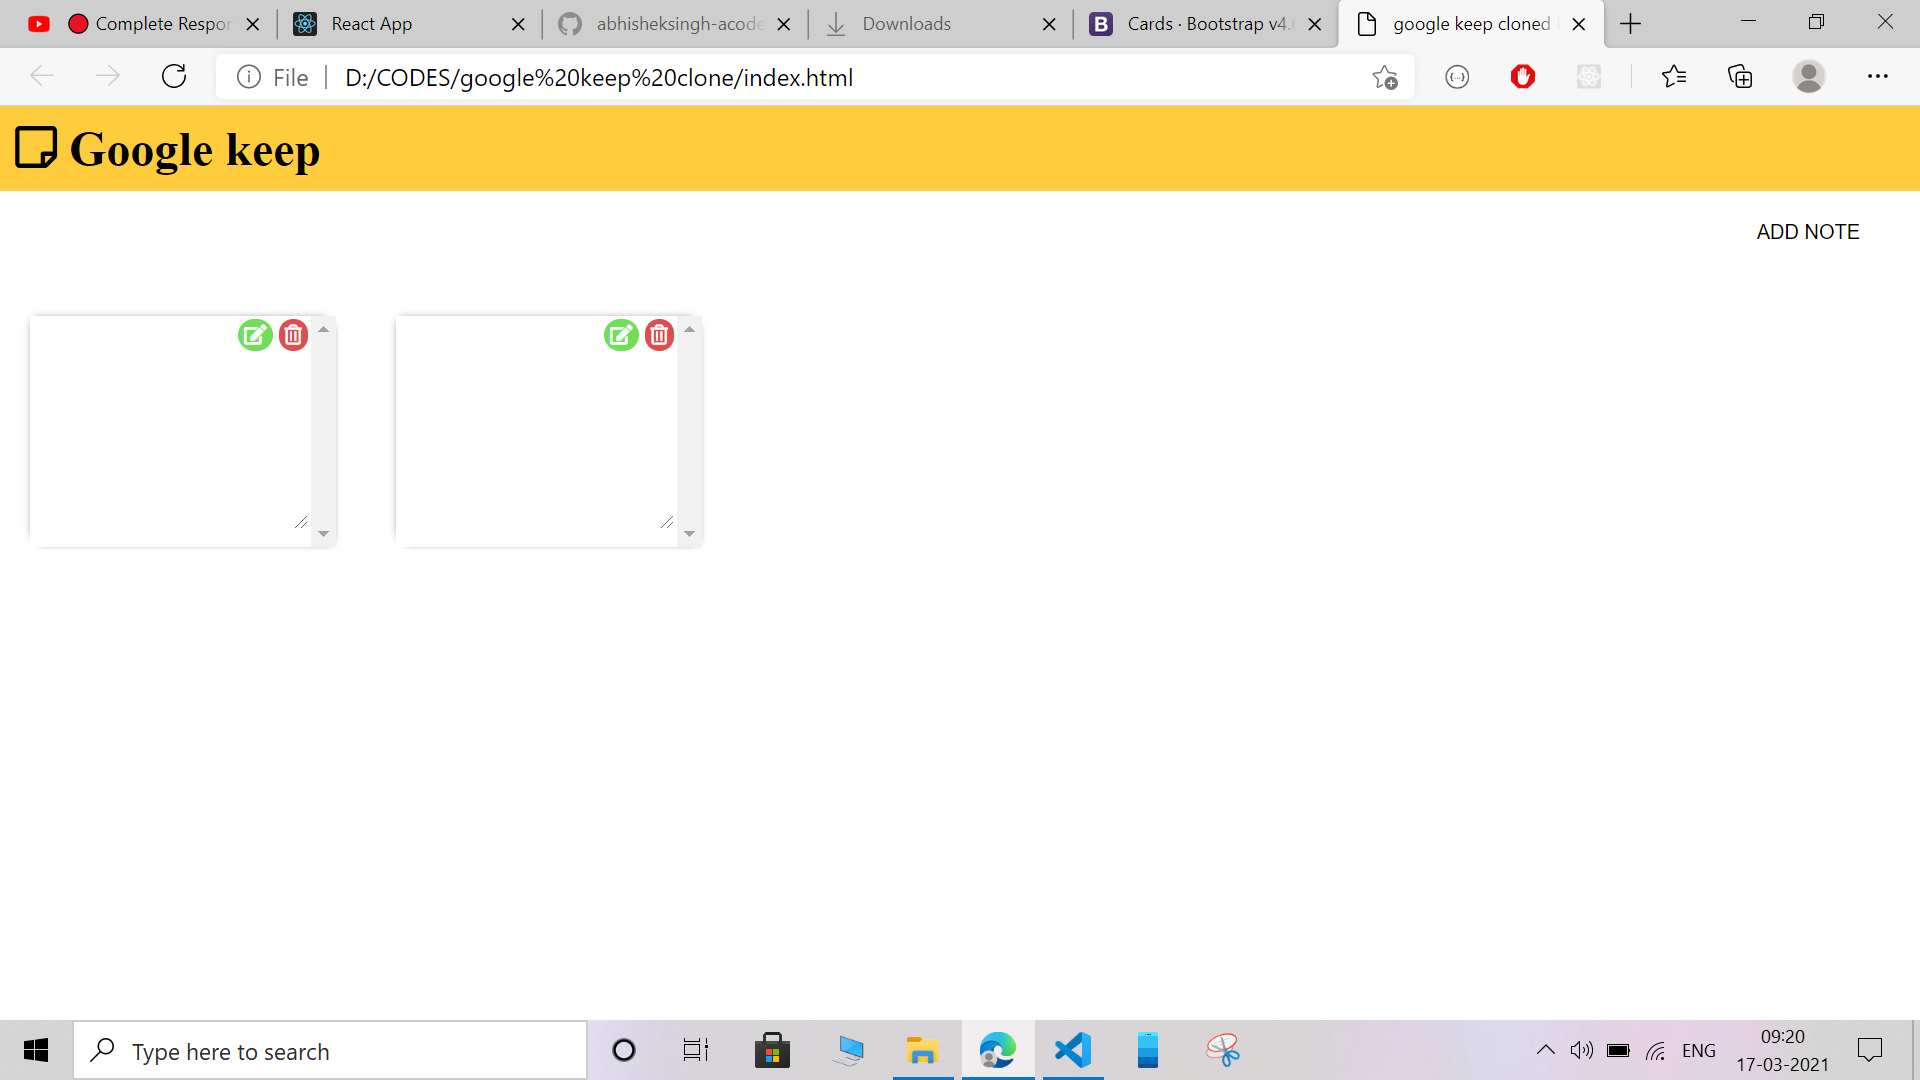 Complete Respon
React App
abhisheksingh-acode
Downloads
B Cards · Bootstrap v4.6
google keep cloned
File D:/CODES/google%20keep%20clone/index.html
Google keep
ADD NOTE
Type here to search
ENG
09:20
17-03-2021